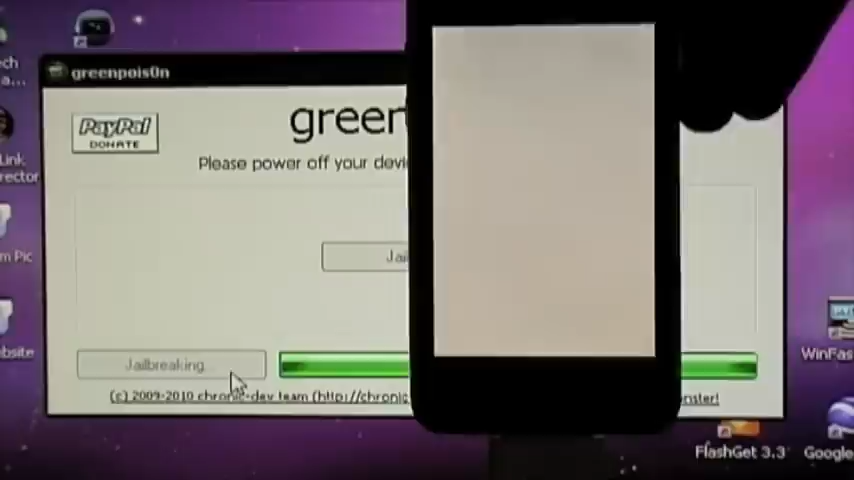 greenpois0n
ech
a...
PayPal
DONATE
green
Please power off your devi
Link
rector
m Pic
Jai
ebsite
Jailbreaking...
(c) 2009-2010 chronic-dev team (http://chronic
nster!
WinFas
FlashGet 3.3
Google